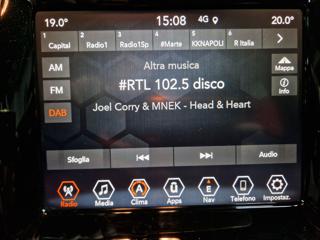 19.0° 15:08 4G 20.0°
1 2 3 4 5 6
Capital Radio1 Radio1Sp #Marte KKNAPOLI R Italia
AM
Altra musica
Mappa
#RTL 102.5 disco
FM
Info
Joel Corry & MNEK - Head & Heart
DAB
Sfoglia Audio
Radio Media Clima Apps Nav Telefono Impostaz.